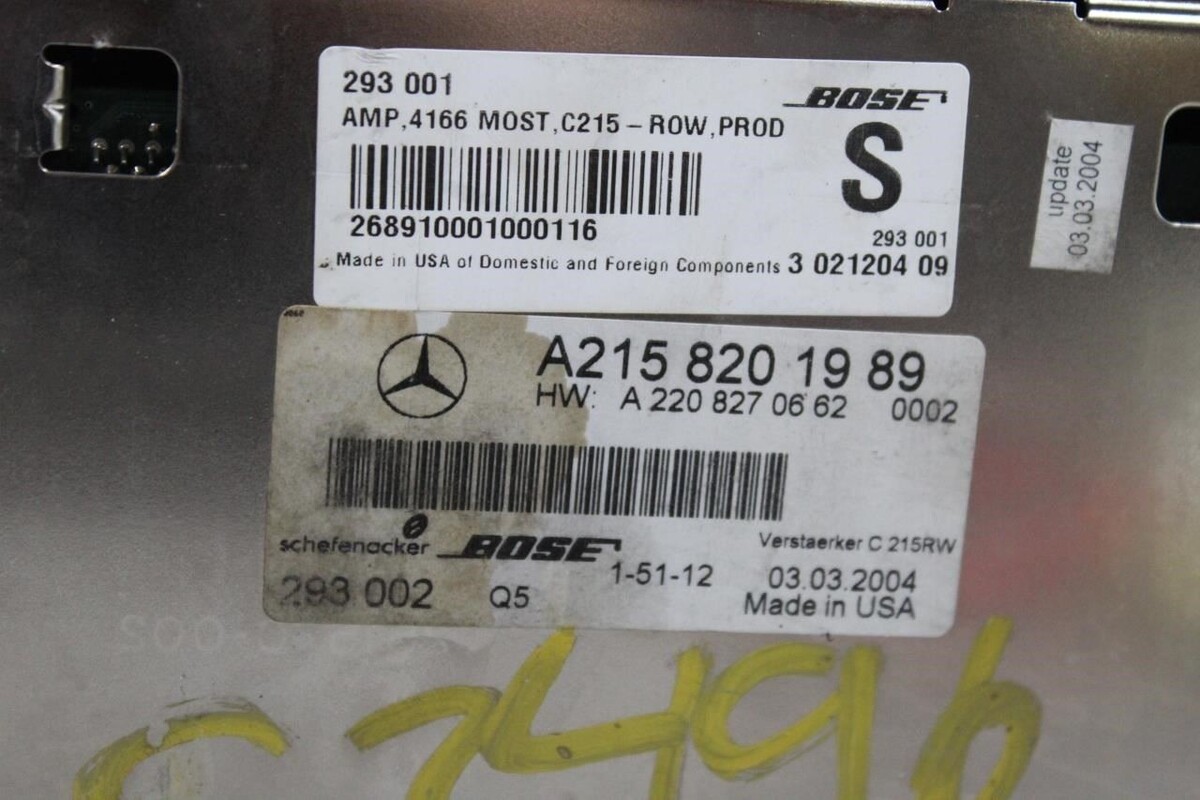 293 001
BOSE
AMP,4166 MOST,C215 – ROW,PROD
S
268910001000116
293 001
Made in USA of Domestic and Foreign Components 3 021204 09
update
03.03.2004
A215 820 19 89
HW: A 220 827 06 62 0002
schefenacker BOSE
Verstaerker C 215RW
1-51-12
03.03.2004
293 002
Q5
Made in USA